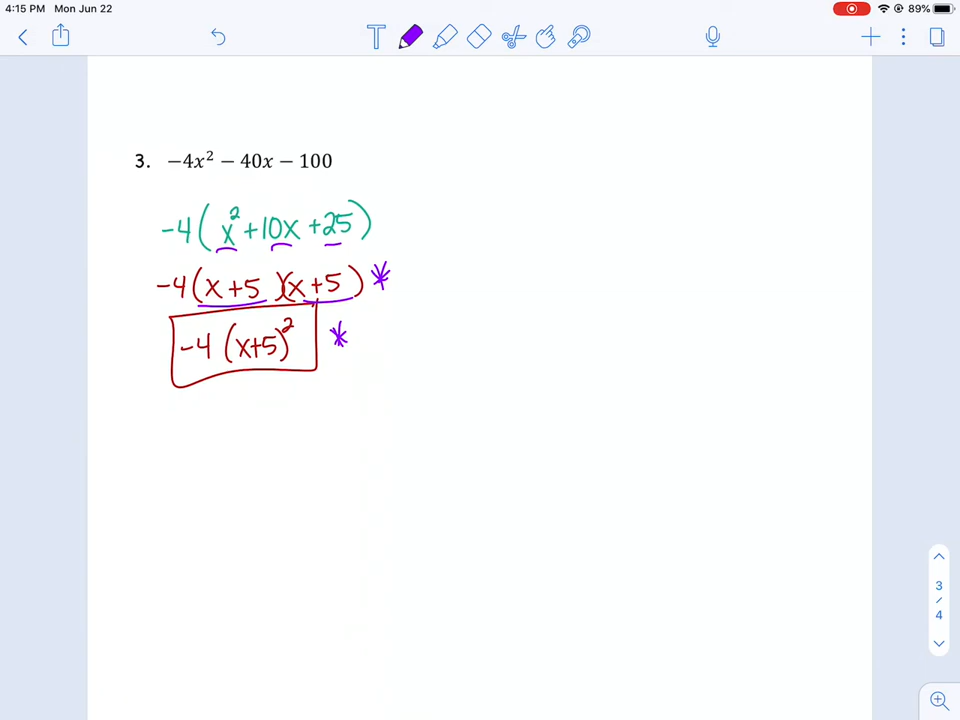 4:15 PM Mon Jun 22
89%
T
3. −4x² − 40x − 100
-4(x² +10x +25)
-4(x+5)(x+5) *
-4(x+5)² *
3
/
4